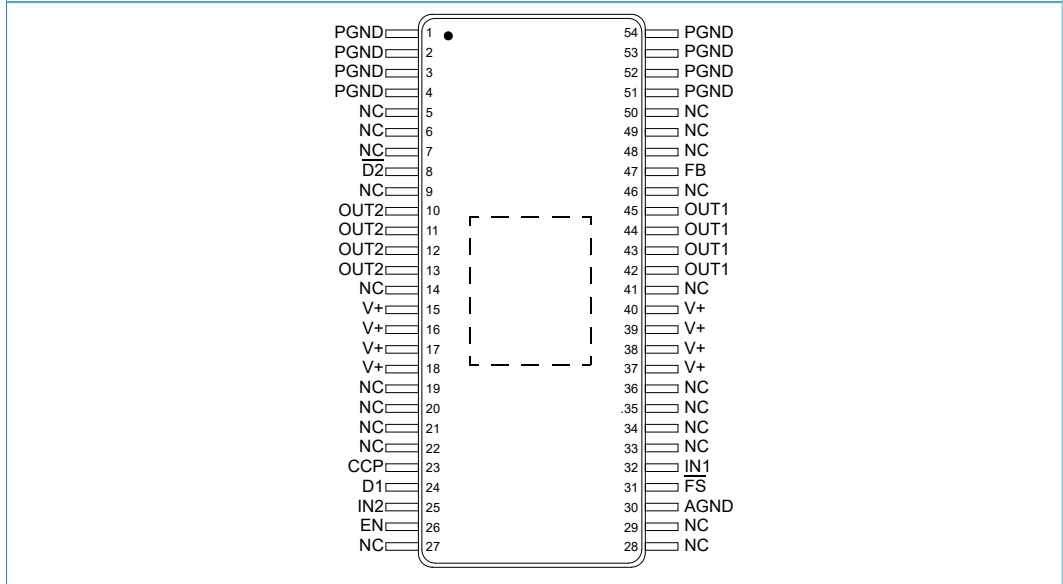 PGND 1 54 PGND
PGND 2 53 PGND
PGND 3 52 PGND
PGND 4 51 PGND
NC 5 50 NC
NC 6 49 NC
NC 7 48 NC
D2 8 47 FB
NC 9 46 NC
OUT2 10 45 OUT1
OUT2 11 44 OUT1
OUT2 12 43 OUT1
OUT2 13 42 OUT1
NC 14 41 NC
V+ 15 40 V+
V+ 16 39 V+
V+ 17 38 V+
V+ 18 37 V+
NC 19 36 NC
NC 20 .35 NC
NC 21 34 NC
NC 22 33 NC
CCP 23 32 IN1
D1 24 31 FS
IN2 25 30 AGND
EN 26 29 NC
NC 27 28 NC